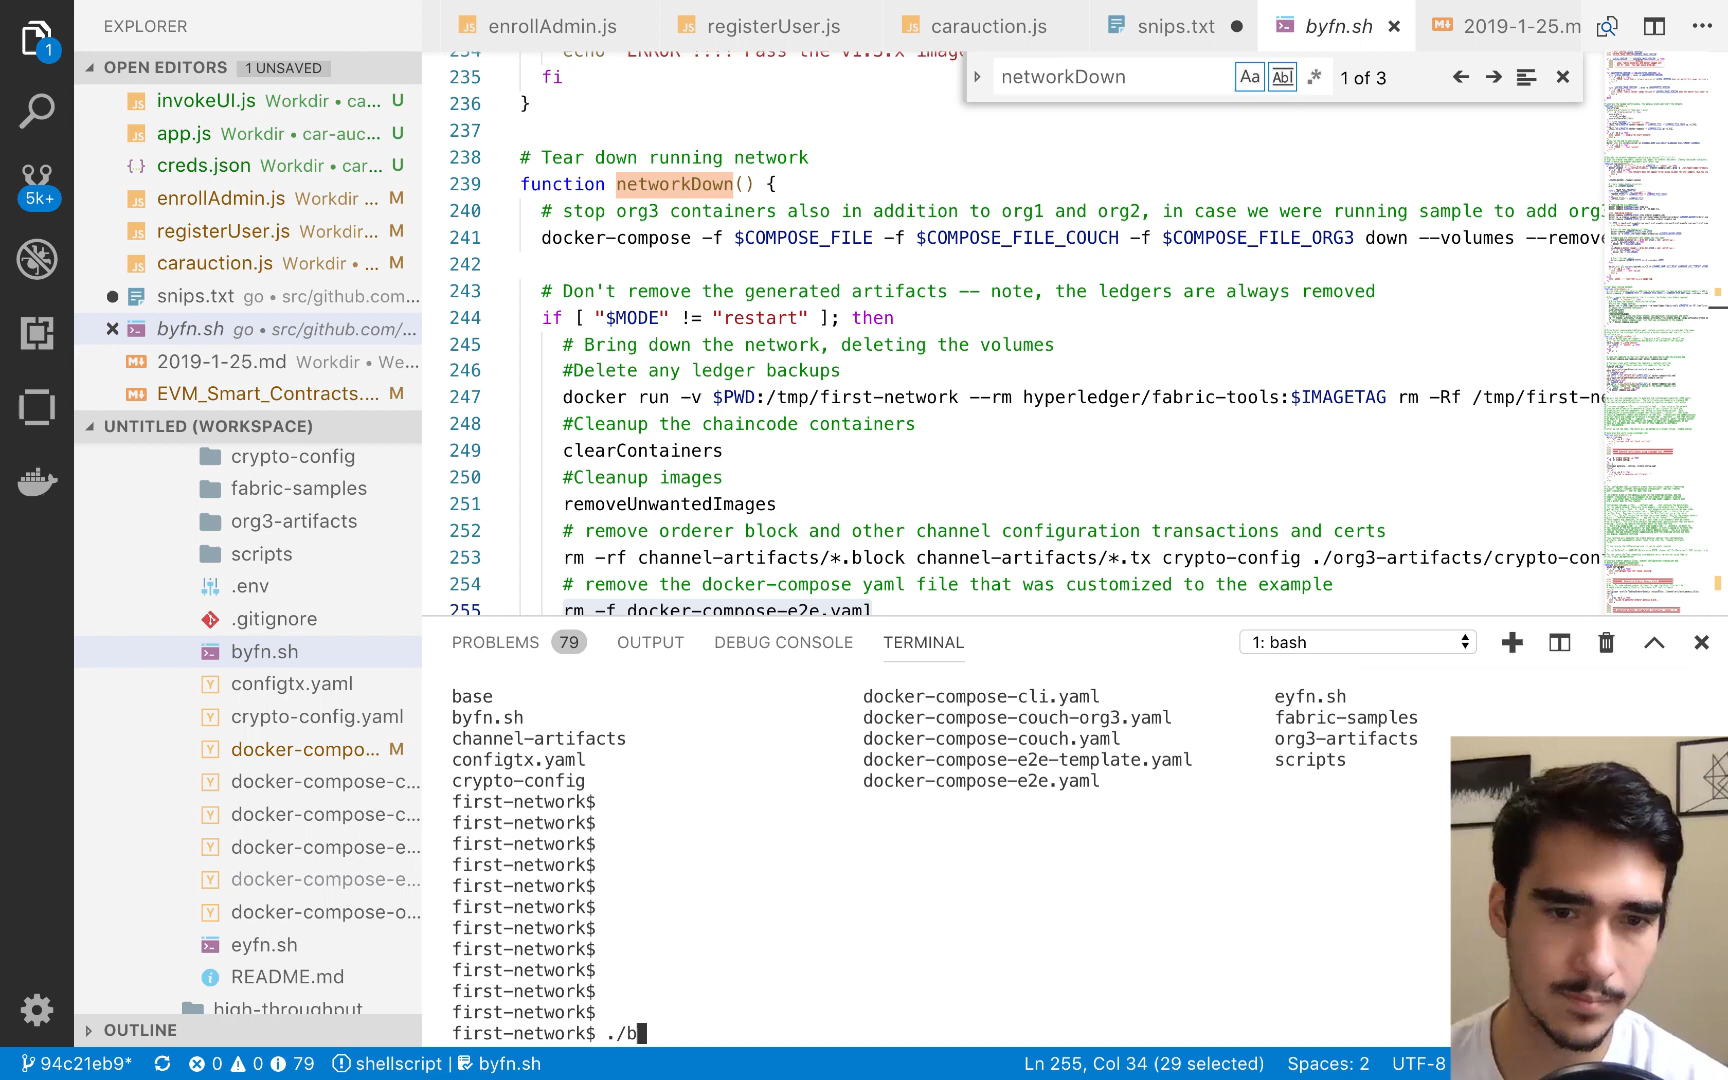 EXPLORER
enrollAdmin.js
registerUser.js
carauction.js
snips.txt
byfn.sh
2019-1-25.m
1
OPEN EDITORS 1 UNSAVED
invokeUI.js Workdir • ca... U
app.js Workdir • car-auc... U
creds.json Workdir • car... U
enrollAdmin.js Workdir ... M
registerUser.js Workdir... M
carauction.js Workdir • ... M
snips.txt go • src/github.com...
byfn.sh go • src/github.com/...
2019-1-25.md Workdir • We...
EVM_Smart_Contracts.... M
5k+
UNTITLED (WORKSPACE)
crypto-config
fabric-samples
org3-artifacts
scripts
.env
.gitignore
byfn.sh
configtx.yaml
crypto-config.yaml
docker-compo... M
docker-compose-c...
docker-compose-c...
docker-compose-e...
docker-compose-e...
docker-compose-o...
eyfn.sh
README.md
high-throughput
OUTLINE
networkDown Aa Abl .* 1 of 3
235 fi
236 }
237
238 # Tear down running network
239 function networkDown() {
240 # stop org3 containers also in addition to org1 and org2, in case we were running sample to add org
241 docker-compose -f $COMPOSE_FILE -f $COMPOSE_FILE_COUCH -f $COMPOSE_FILE_ORG3 down --volumes --remove
242
243 # Don't remove the generated artifacts -- note, the ledgers are always removed
244 if [ "$MODE" != "restart" ]; then
245 # Bring down the network, deleting the volumes
246 #Delete any ledger backups
247 docker run -v $PWD:/tmp/first-network --rm hyperledger/fabric-tools:$IMAGETAG rm -Rf /tmp/first-ne
248 #Cleanup the chaincode containers
249 clearContainers
250 #Cleanup images
251 removeUnwantedImages
252 # remove orderer block and other channel configuration transactions and certs
253 rm -rf channel-artifacts/*.block channel-artifacts/*.tx crypto-config ./org3-artifacts/crypto-con
254 # remove the docker-compose yaml file that was customized to the example
255 rm -f docker-compose-e2e.yaml
PROBLEMS 79 OUTPUT DEBUG CONSOLE TERMINAL
1: bash
base docker-compose-cli.yaml eyfn.sh
byfn.sh docker-compose-couch-org3.yaml fabric-samples
channel-artifacts docker-compose-couch.yaml org3-artifacts
configtx.yaml docker-compose-e2e-template.yaml scripts
crypto-config docker-compose-e2e.yaml
first-network$
first-network$
first-network$
first-network$
first-network$
first-network$
first-network$
first-network$
first-network$
first-network$
first-network$
first-network$ ./b
94c21eb9* 0 0 79 shellscript | byfn.sh
Ln 255, Col 34 (29 selected) Spaces: 2 UTF-8